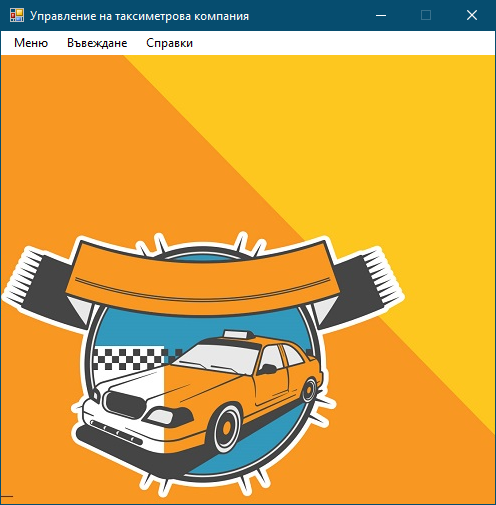 Управление на таксиметрова компания
Меню Въвеждане Справки